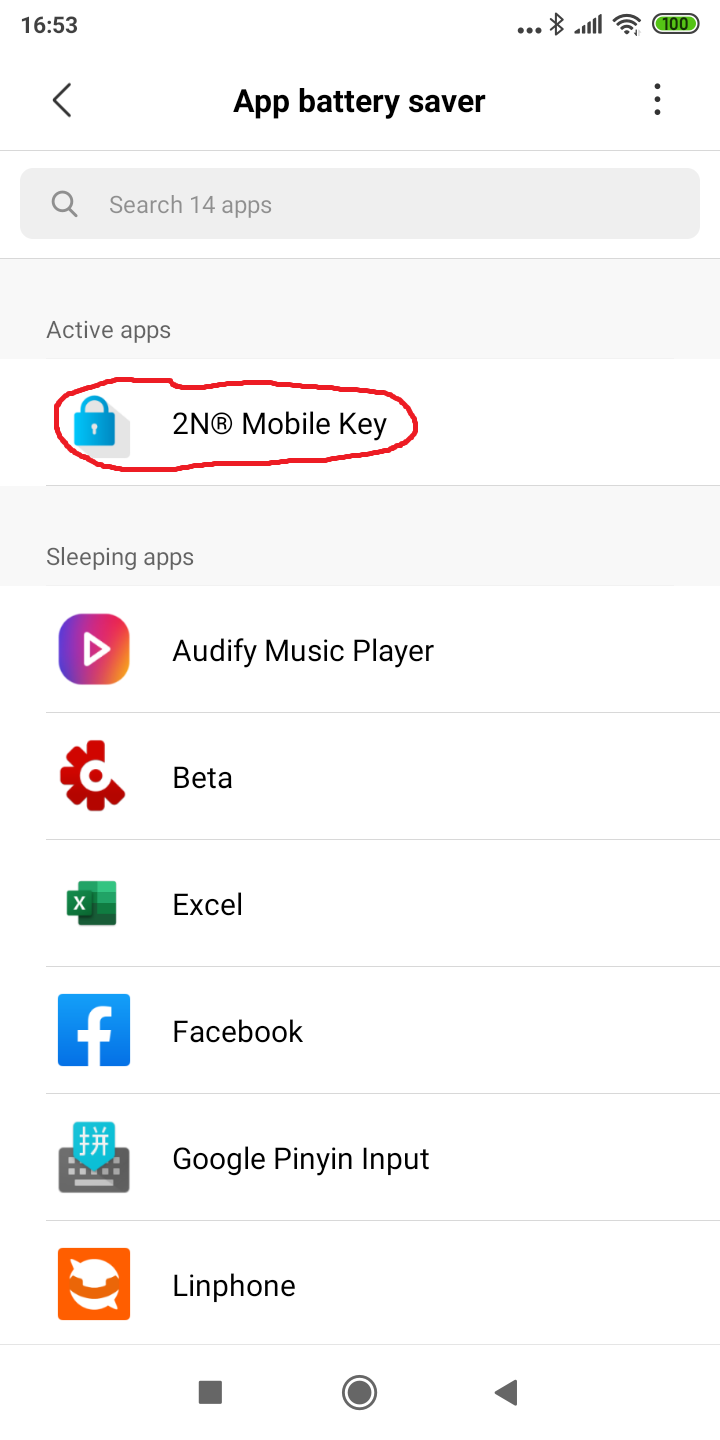 16:53
100
App battery saver
Search 14 apps
Active apps
2N® Mobile Key
Sleeping apps
Audify Music Player
Beta
X
Excel
Facebook
拼
Google Pinyin Input
Linphone